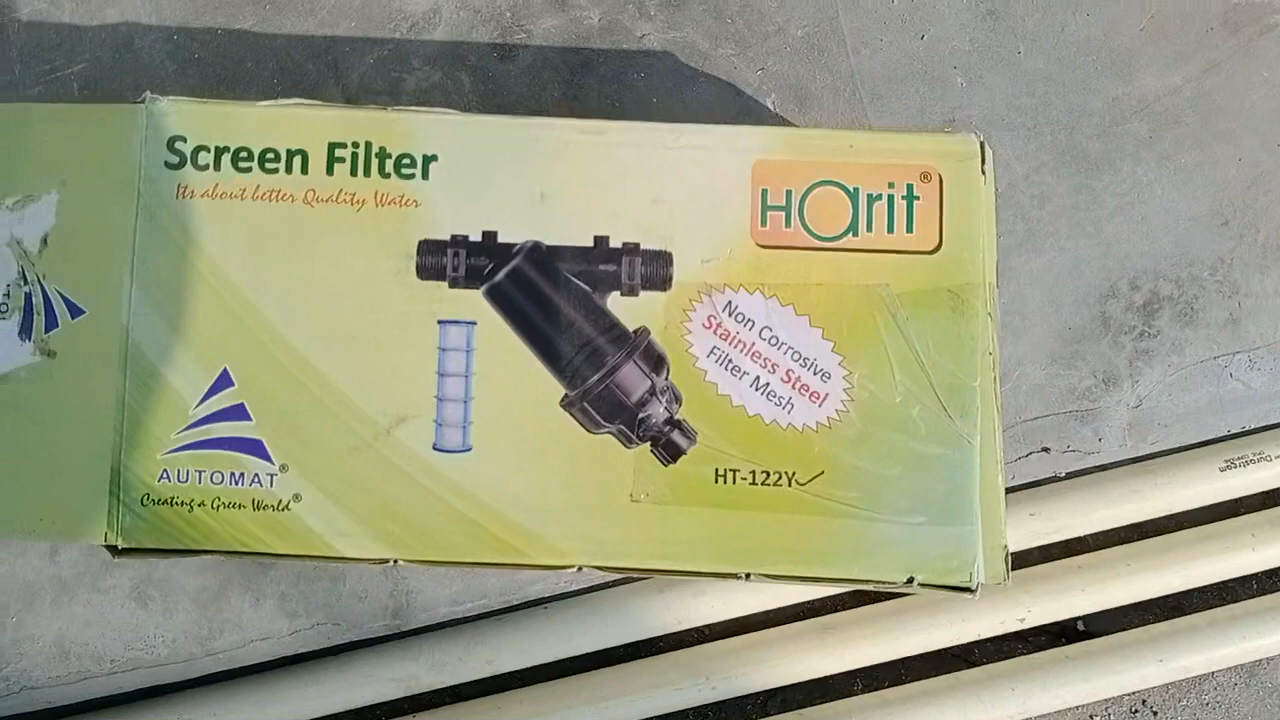 Screen Filter
Its about better Quality Water
Harit®
Non Corrosive
Stainless Steel
Filter Mesh
HT-122Y
AUTOMAT®
Creating a Green World®
Durostream